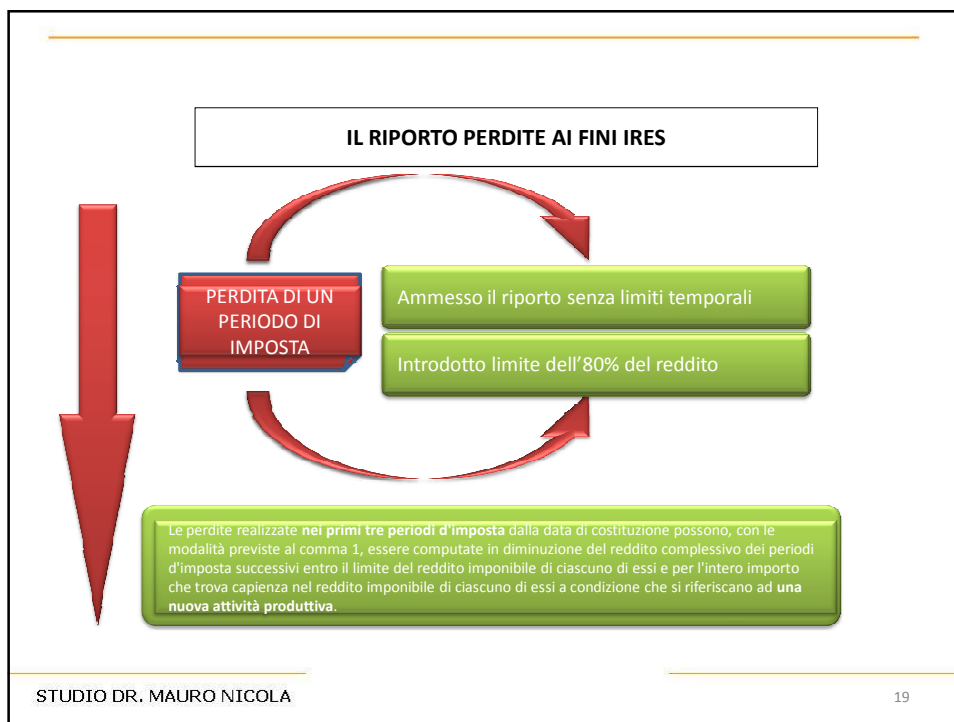 IL RIPORTO PERDITE AI FINI IRES
PERDITA DI UN
PERIODO DI
IMPOSTA
Ammesso il riporto senza limiti temporali
Introdotto limite dell'80% del reddito
Le perdite realizzate nei primi tre periodi d'imposta dalla data di costituzione possono, con le
modalità previste al comma 1, essere computate in diminuzione del reddito complessivo dei periodi
d'imposta successivi entro il limite del reddito imponibile di ciascuno di essi e per l'intero importo
che trova capienza nel reddito imponibile di ciascuno di essi a condizione che si riferiscano ad una
nuova attività produttiva.
STUDIO DR. MAURO NICOLA
19